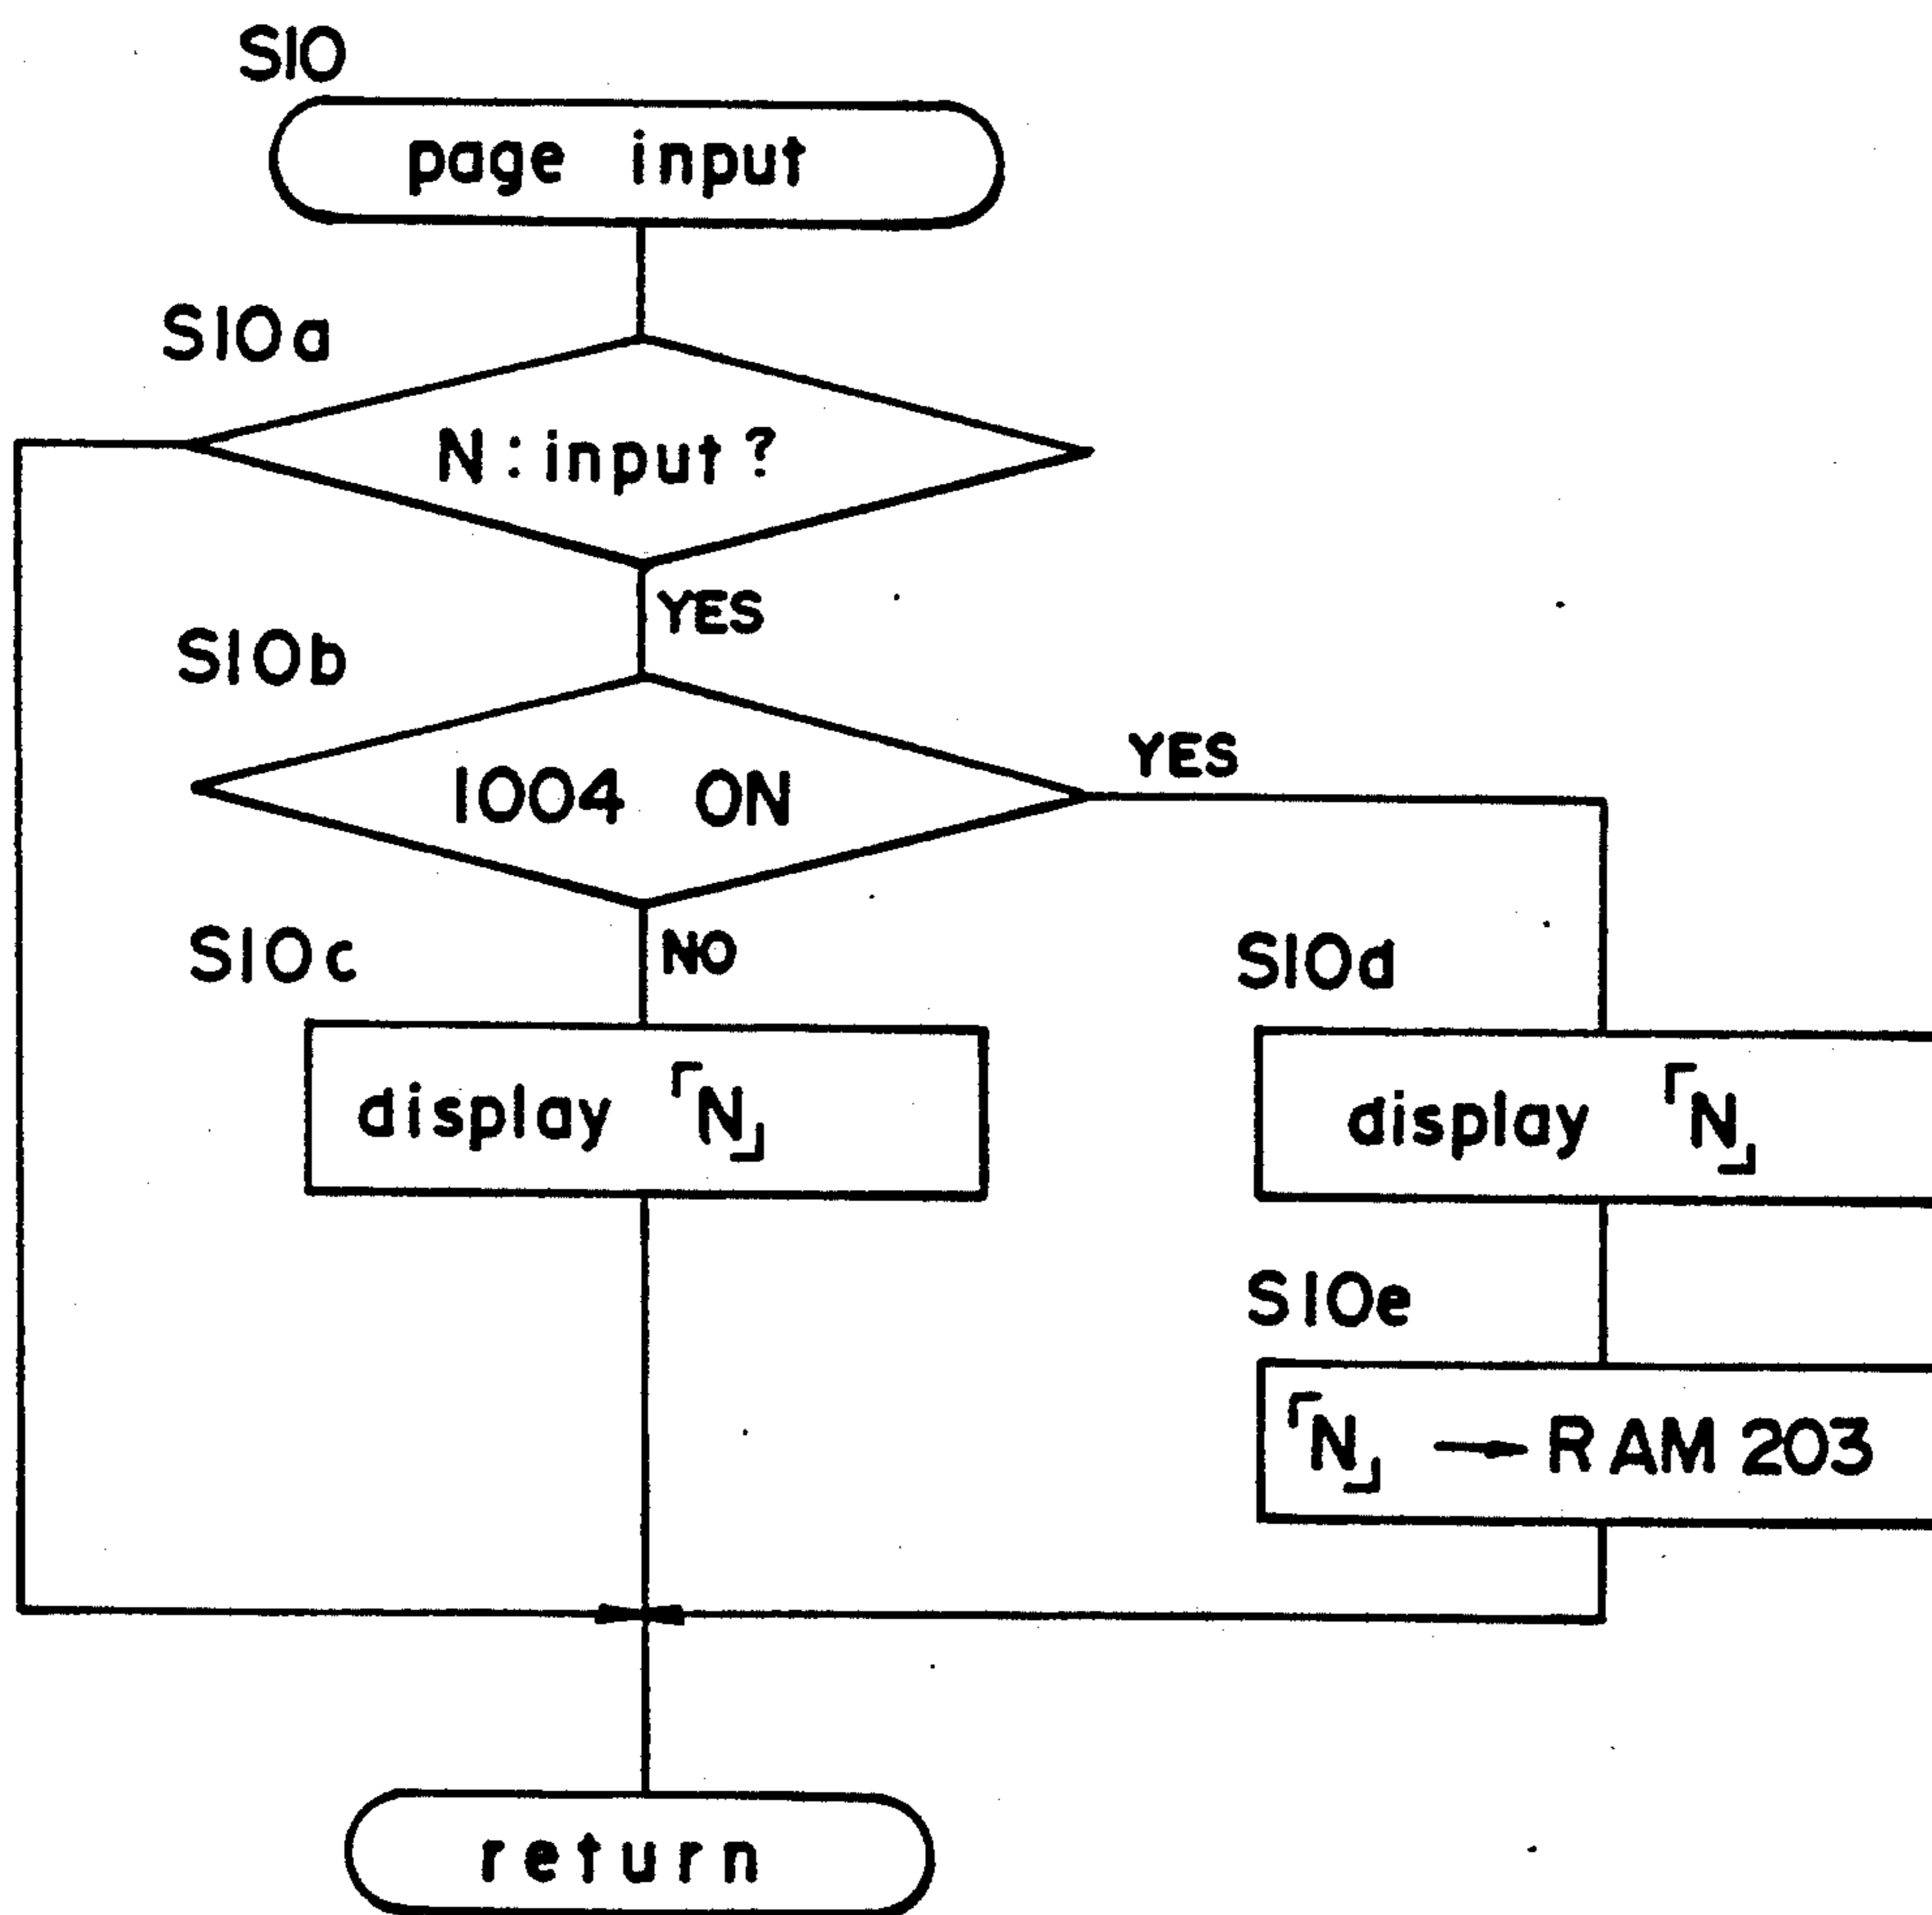 S10
page input
S10a
N:input?
YES
S10b
1004 ON
YES
S10c
NO
display 「N」
S10d
display 「N」
S10e
「N」 → RAM 203
return